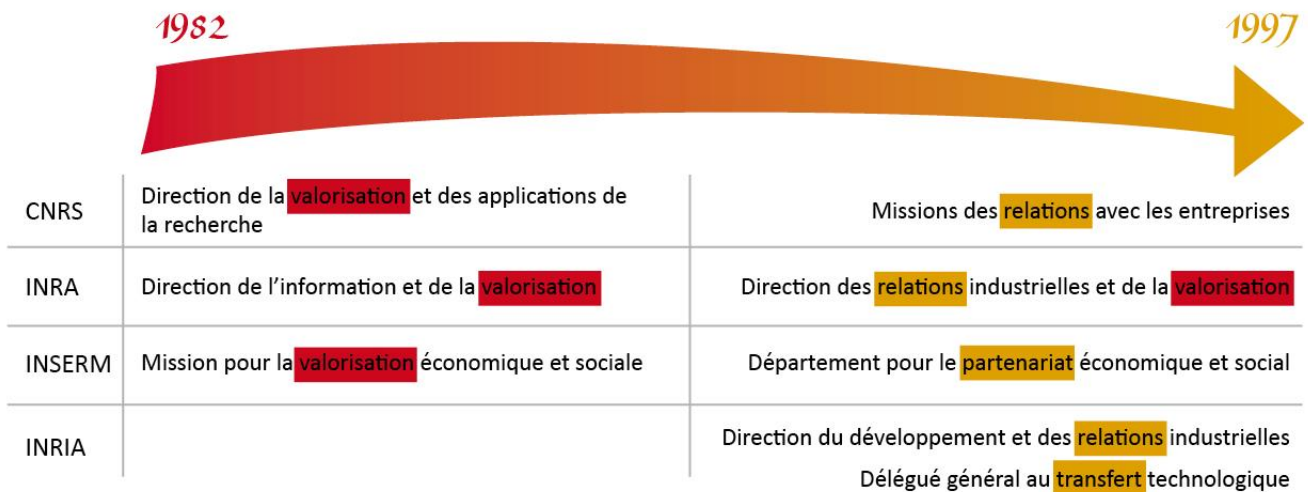 1982
1997
CNRS
Direction de la valorisation et des applications de
la recherche
Missions des relations avec les entreprises
INRA
Direction de l’information et de la valorisation
Direction des relations industrielles et de la valorisation
INSERM
Mission pour la valorisation économique et sociale
Département pour le partenariat économique et social
INRIA
Direction du développement et des relations industrielles
Délégué général au transfert technologique